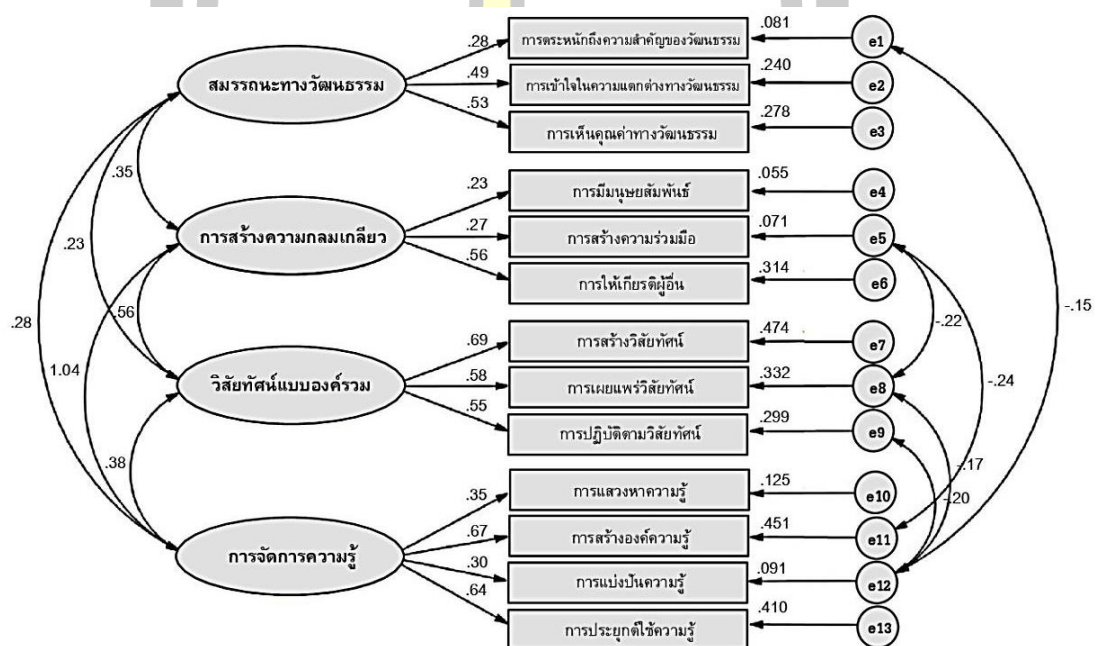 .28
.081
การตระหนักถึงความสำคัญของวัฒนธรรม
e1
สมรรถนะทางวัฒนธรรม
.49
.240
การเข้าใจในความแตกต่างทางวัฒนธรรม
e2
.53
.278
การเห็นคุณค่าทางวัฒนธรรม
e3
.35
.23
.055
การมีมนุษยสัมพันธ์
e4
การสร้างความกลมเกลียว
.27
.071
การสร้างความร่วมมือ
e5
.23
.56
.314
การให้เกียรติผู้อื่น
e6
.28
.56
-.15
-.22
.69
.474
การสร้างวิสัยทัศน์
e7
1.04
วิสัยทัศน์แบบองค์รวม
.58
.332
การเผยแพร่วิสัยทัศน์
e8
-.24
.55
.299
การปฏิบัติตามวิสัยทัศน์
e9
.38
-.17
-.20
.35
.125
การแสวงหาความรู้
e10
.67
.451
การสร้างองค์ความรู้
e11
การจัดการความรู้
.30
.091
การแบ่งปันความรู้
e12
.64
.410
การประยุกต์ใช้ความรู้
e13